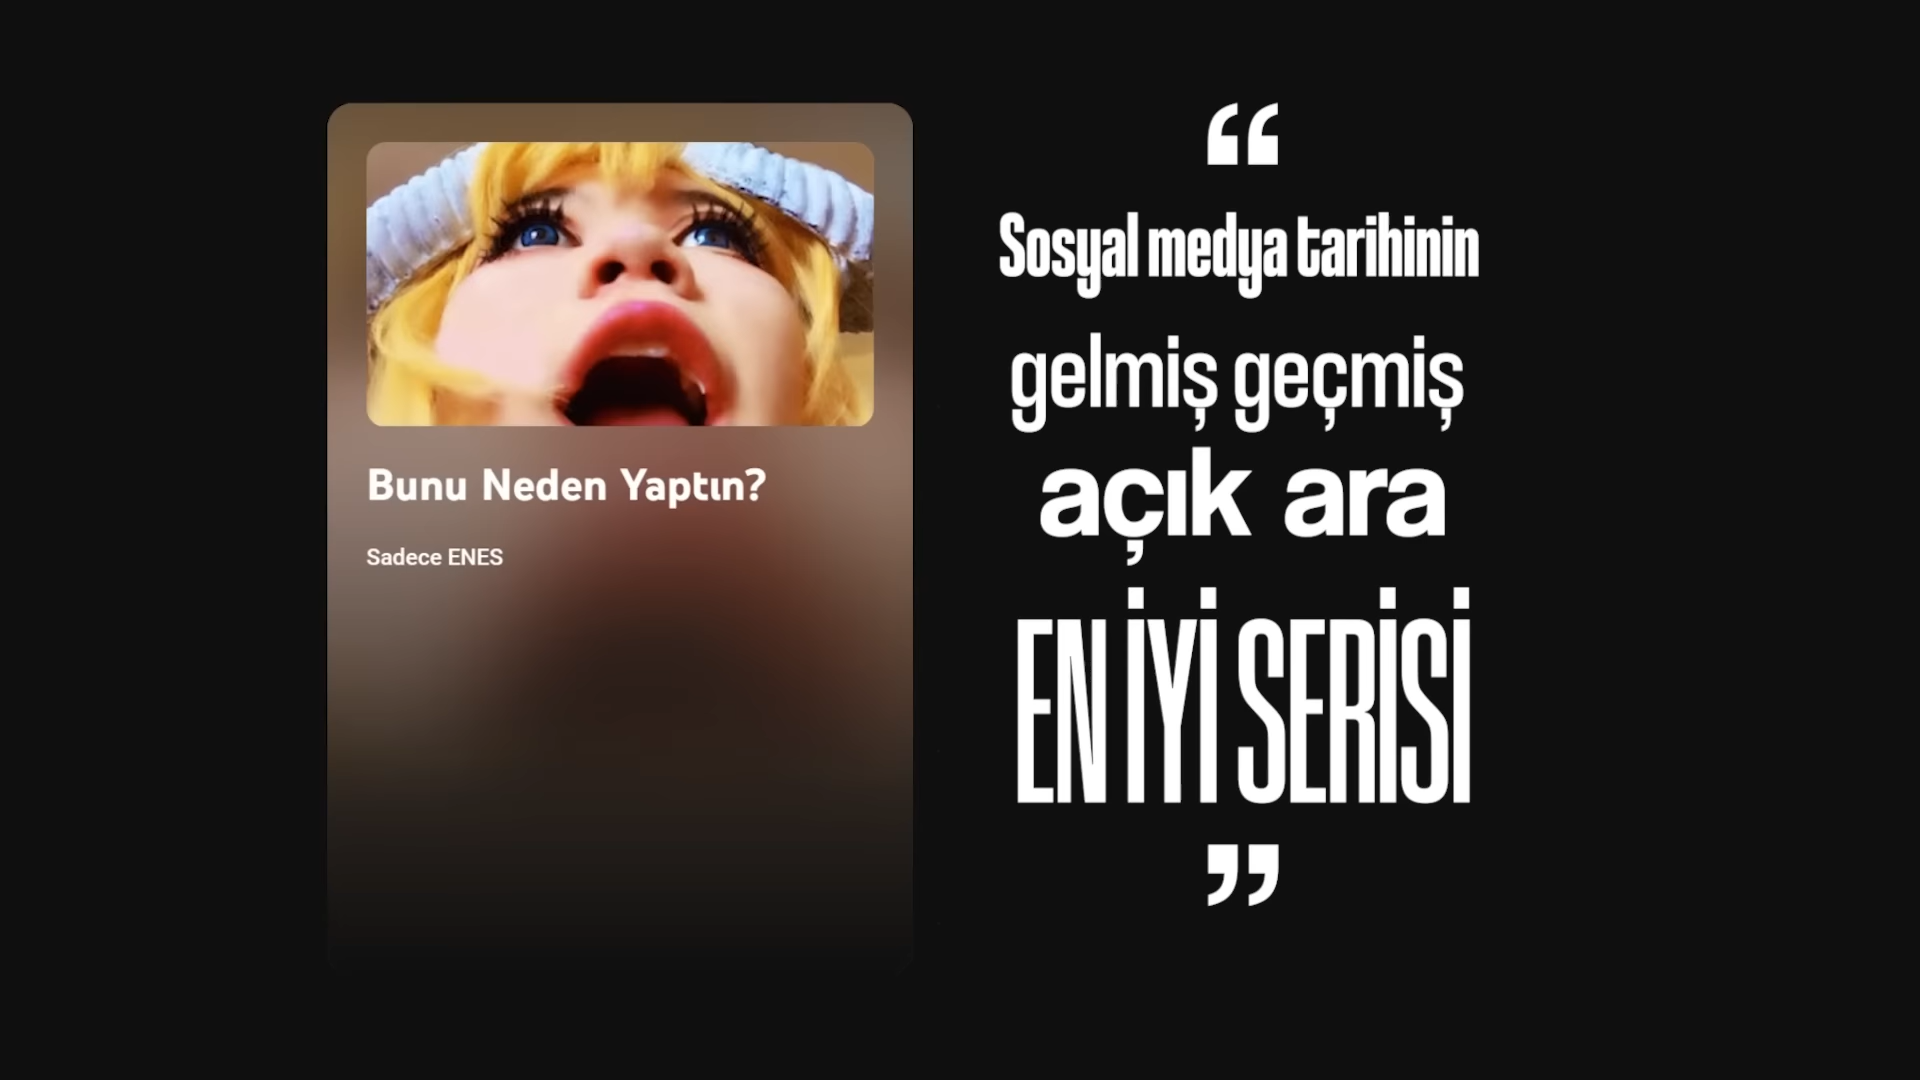 Bunu Neden Yaptın?
Sadece ENES
“
Sosyal medya tarihinin
gelmiş geçmiş
açık ara
EN İYİ SERİSİ
”